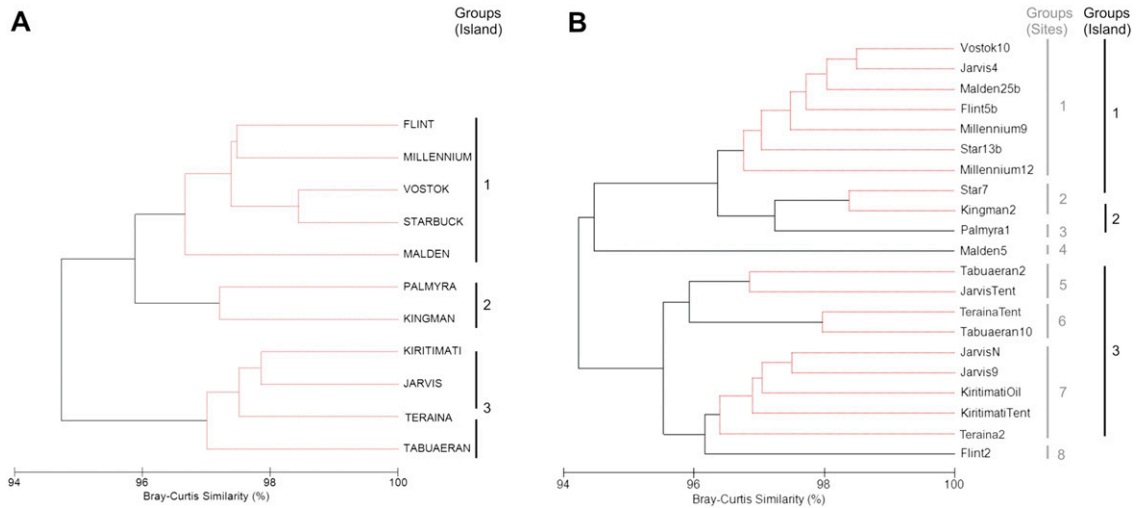 A
Groups
(Island)
FLINT
MILLENNIUM
VOSTOK
STARBUCK
MALDEN
PALMYRA
KINGMAN
KIRITIMATI
JARVIS
TERAINA
TABUAERAN
1
2
3
94
96
98
100
Bray-Curtis Similarity (%)
B
Groups
(Sites)
Groups
(Island)
Vostok10
Jarvis4
Malden25b
Flint5b
Millennium9
Star13b
Millennium12
Star7
Kingman2
Palmyra1
Malden5
Tabuaeran2
JarvisTent
TerainaTent
Tabuaeran10
JarvisN
Jarvis9
KiritimatiOil
KiritimatiTent
Teraina2
Flint2
1
2
3
4
5
6
7
8
1
2
3
94
96
98
100
Bray-Curtis Similarity (%)